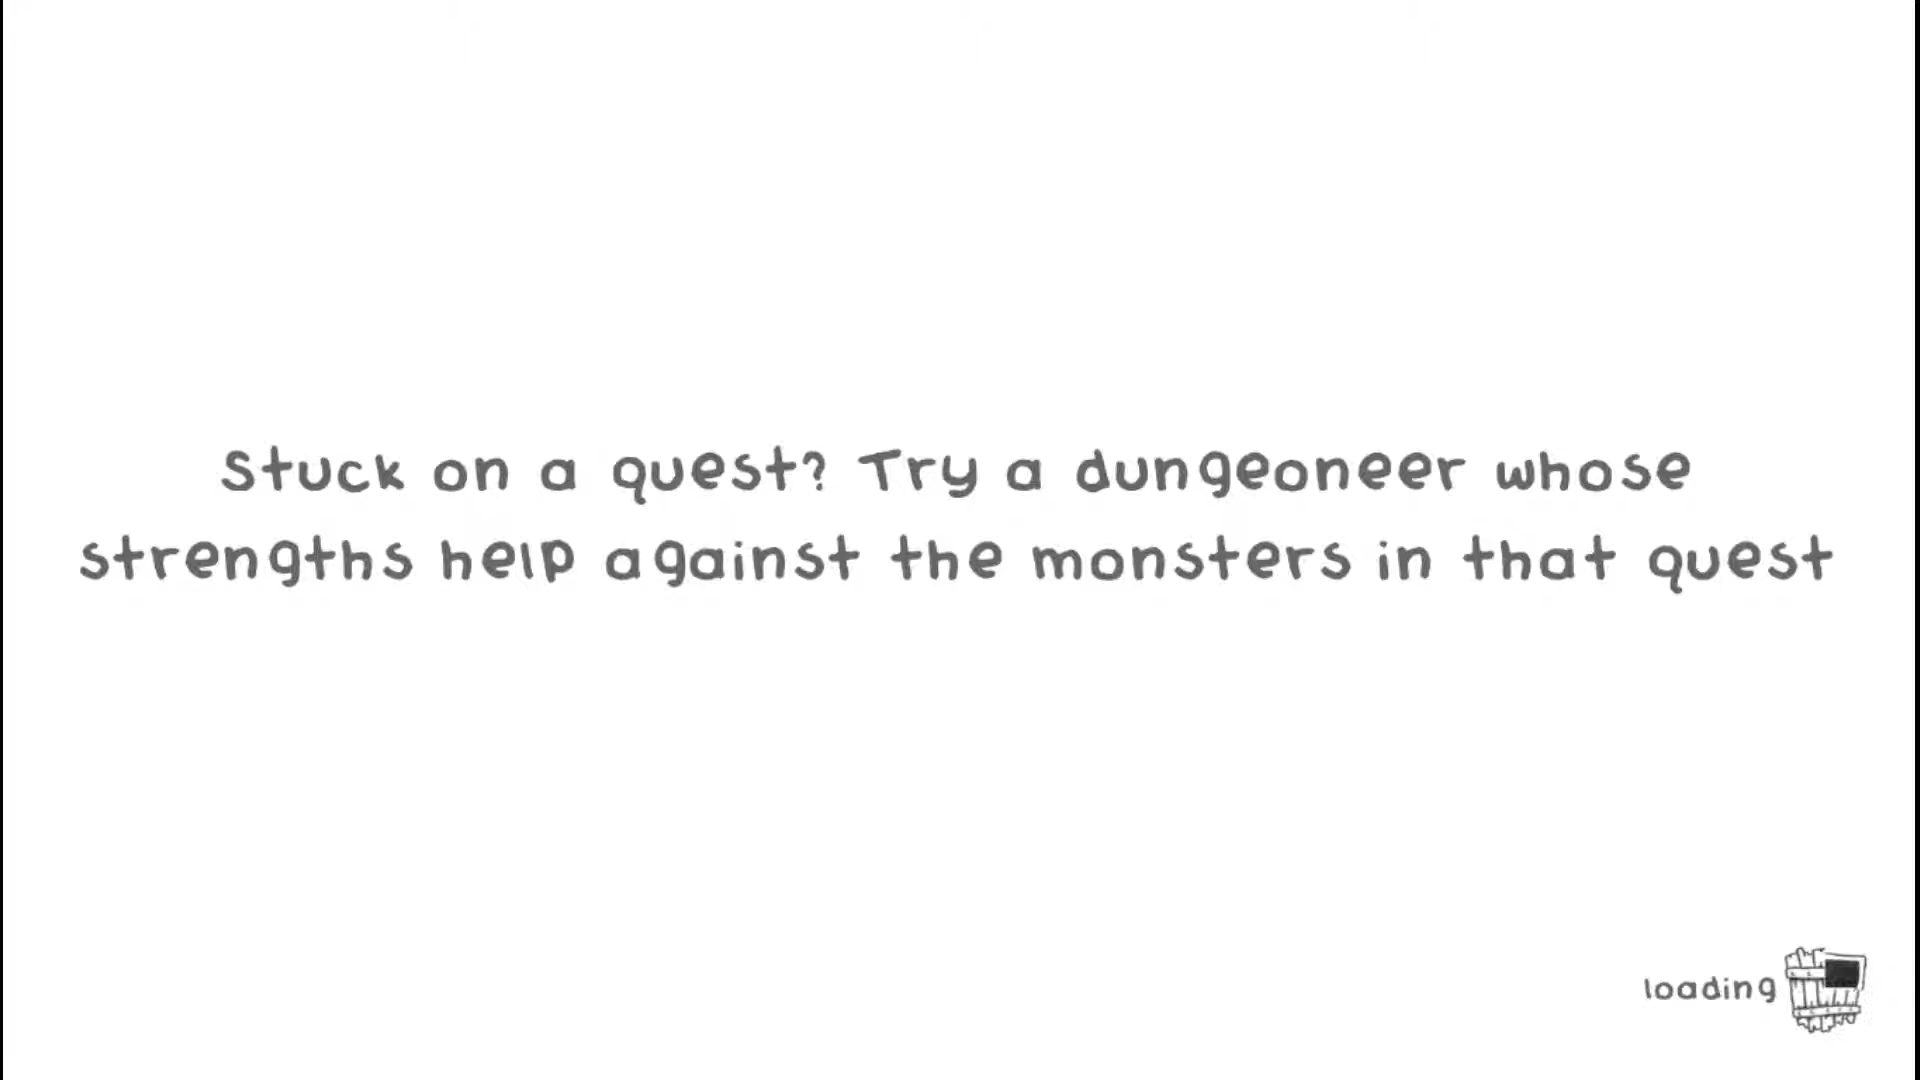 Stuck on a quest? Try a dungeoneer whose
strengths help against the monsters in that quest
loading